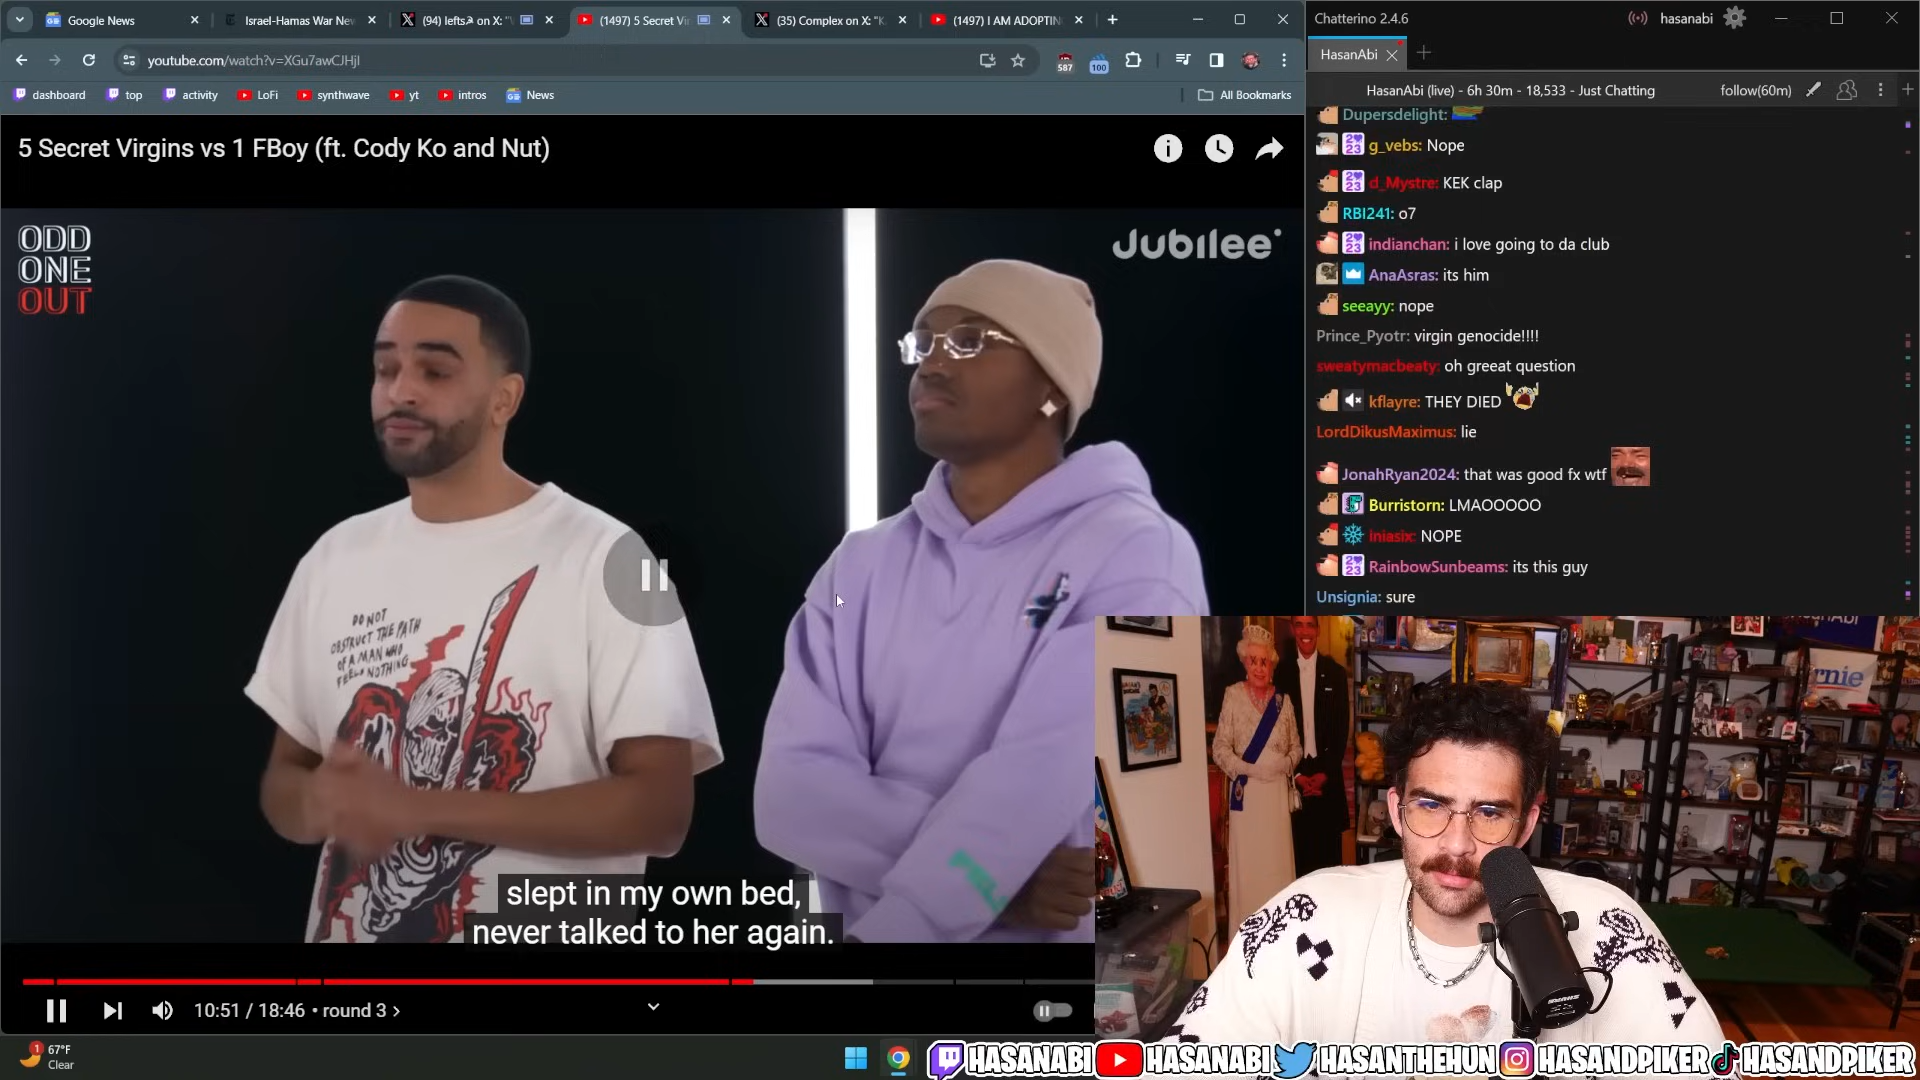 Google News
Israel-Hamas War Nev
(94) lefts on X: "
(1497) 5 Secret Vi
(35) Complex on X: "K
(1497) I AM ADOPTIN
youtube.com/watch?v=XGu7awCJHjI
587
100
dashboard
top
activity
LoFi
synthwave
yt
intros
News
All Bookmarks
5 Secret Virgins vs 1 FBoy (ft. Cody Ko and Nut)
ODD
ONE
OUT
Jubilee
DO NOT
OBSTRUCT THE PATH
OF A MAN WHO
FEELS NOTHING
slept in my own bed,
never talked to her again.
10:51 / 18:46 • round 3 >
Chatterino 2.4.6
hasanabi
HasanAbi
HasanAbi (live) - 6h 30m - 18,533 - Just Chatting
follow(60m)
Dupersdelight:
g_vebs: Nope
d_Mystre: KEK clap
RBI241: o7
indianchan: i love going to da club
AnaAsras: its him
seeayy: nope
Prince_Pyotr: virgin genocide!!!!
sweatymacbeaty: oh greeat question
kflayre: THEY DIED
LordDikusMaximus: lie
JonahRyan2024: that was good fx wtf
Burristorn: LMAOOOOO
Iniasix: NOPE
RainbowSunbeams: its this guy
Unsignia: sure
ernie
1
67°F
Clear
HASANABI
HASANABI
HASANTHEHUN
HASANDPIKER
HASANDPIKER